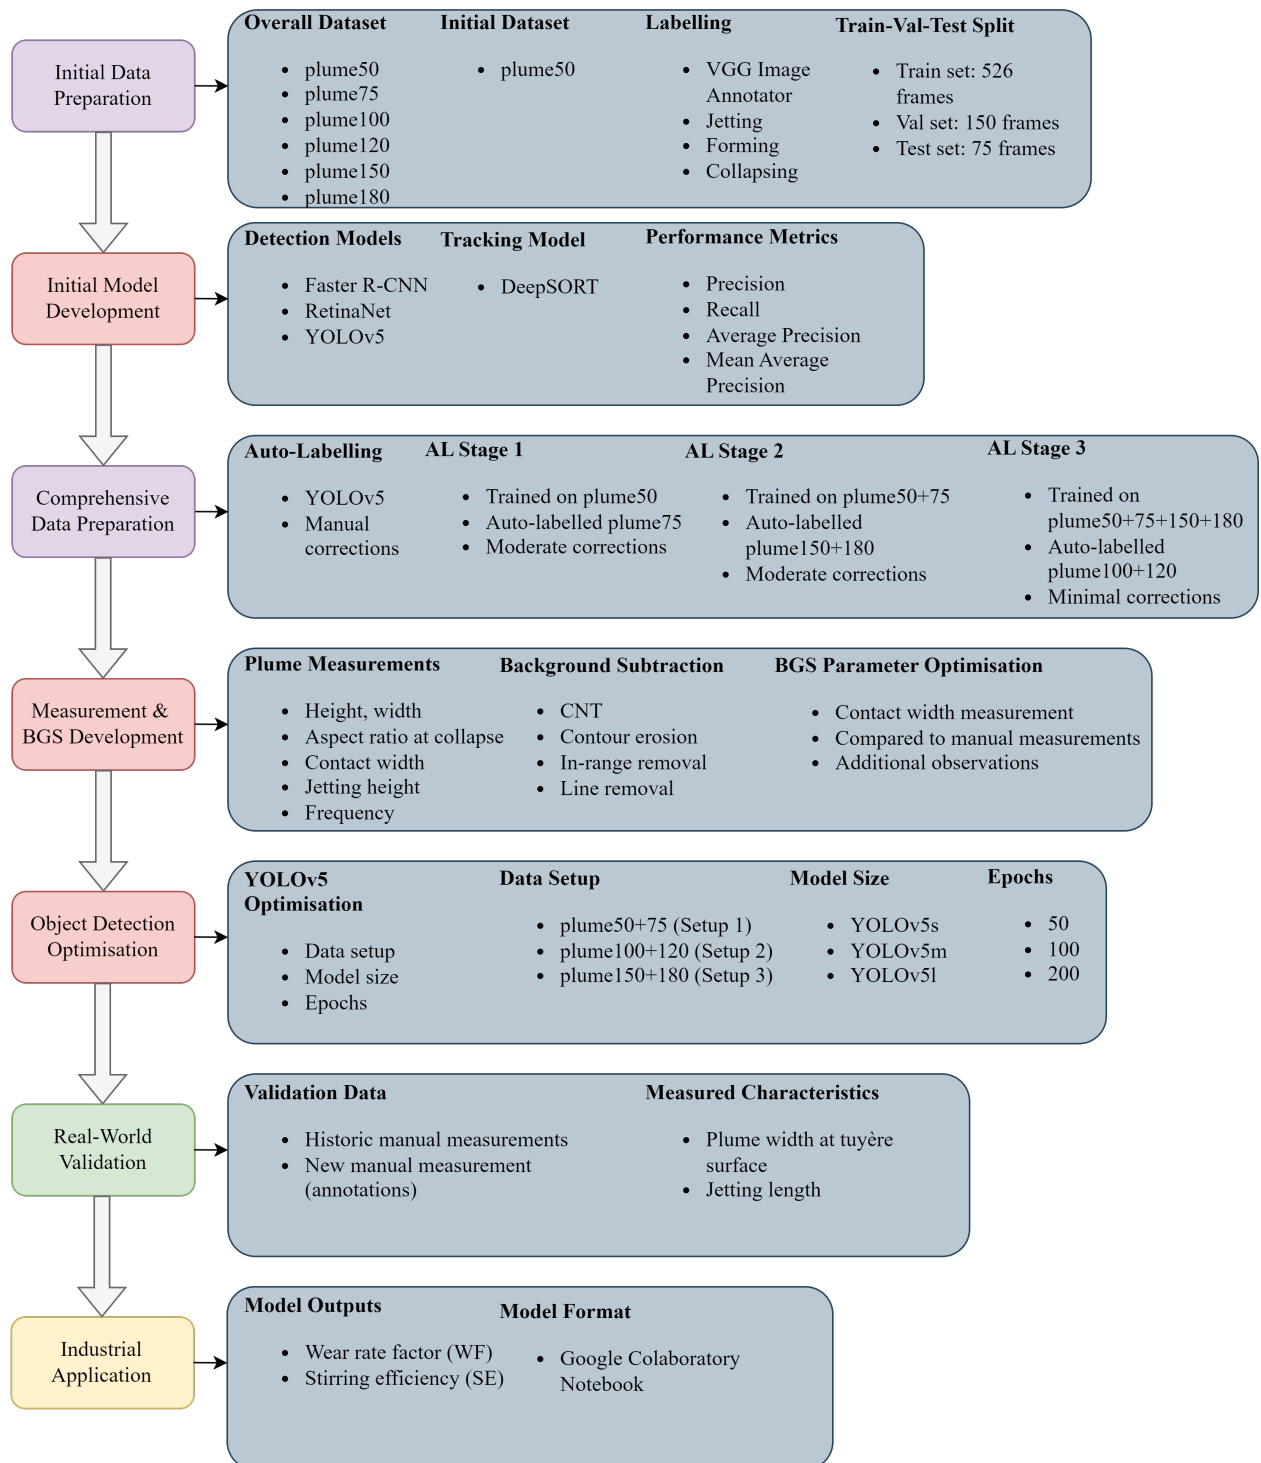 Initial Data
Preparation
Overall Dataset
plume50
plume75
plume100
plume120
plume150
plume180
Initial Dataset
plume50
Labelling
VGG Image
Annotator
Jetting
Forming
Collapsing
Train-Val-Test Split
Train set: 526
frames
Val set: 150 frames
Test set: 75 frames
Initial Model
Development
Detection Models
Faster R-CNN
RetinaNet
YOLOv5
Tracking Model
DeepSORT
Performance Metrics
Precision
Recall
Average Precision
Mean Average
Precision
Comprehensive
Data Preparation
Auto-Labelling
YOLOv5
Manual
corrections
AL Stage 1
Trained on plume50
Auto-labelled plume75
Moderate corrections
AL Stage 2
Trained on plume50+75
Auto-labelled
plume150+180
Moderate corrections
AL Stage 3
Trained on
plume50+75+150+180
Auto-labelled
plume100+120
Minimal corrections
Measurement &
BGS Development
Plume Measurements
Height, width
Aspect ratio at collapse
Contact width
Jetting height
Frequency
Background Subtraction
CNT
Contour erosion
In-range removal
Line removal
BGS Parameter Optimisation
Contact width measurement
Compared to manual measurements
Additional observations
Object Detection
Optimisation
YOLOv5
Optimisation
Data setup
Model size
Epochs
Data Setup
plume50+75 (Setup 1)
plume100+120 (Setup 2)
plume150+180 (Setup 3)
Model Size
YOLOv5s
YOLOv5m
YOLOv5l
Epochs
50
100
200
Real-World
Validation
Validation Data
Historic manual measurements
New manual measurement
(annotations)
Measured Characteristics
Plume width at tuyère
surface
Jetting length
Industrial
Application
Model Outputs
Wear rate factor (WF)
Stirring efficiency (SE)
Model Format
Google Colaboratory
Notebook